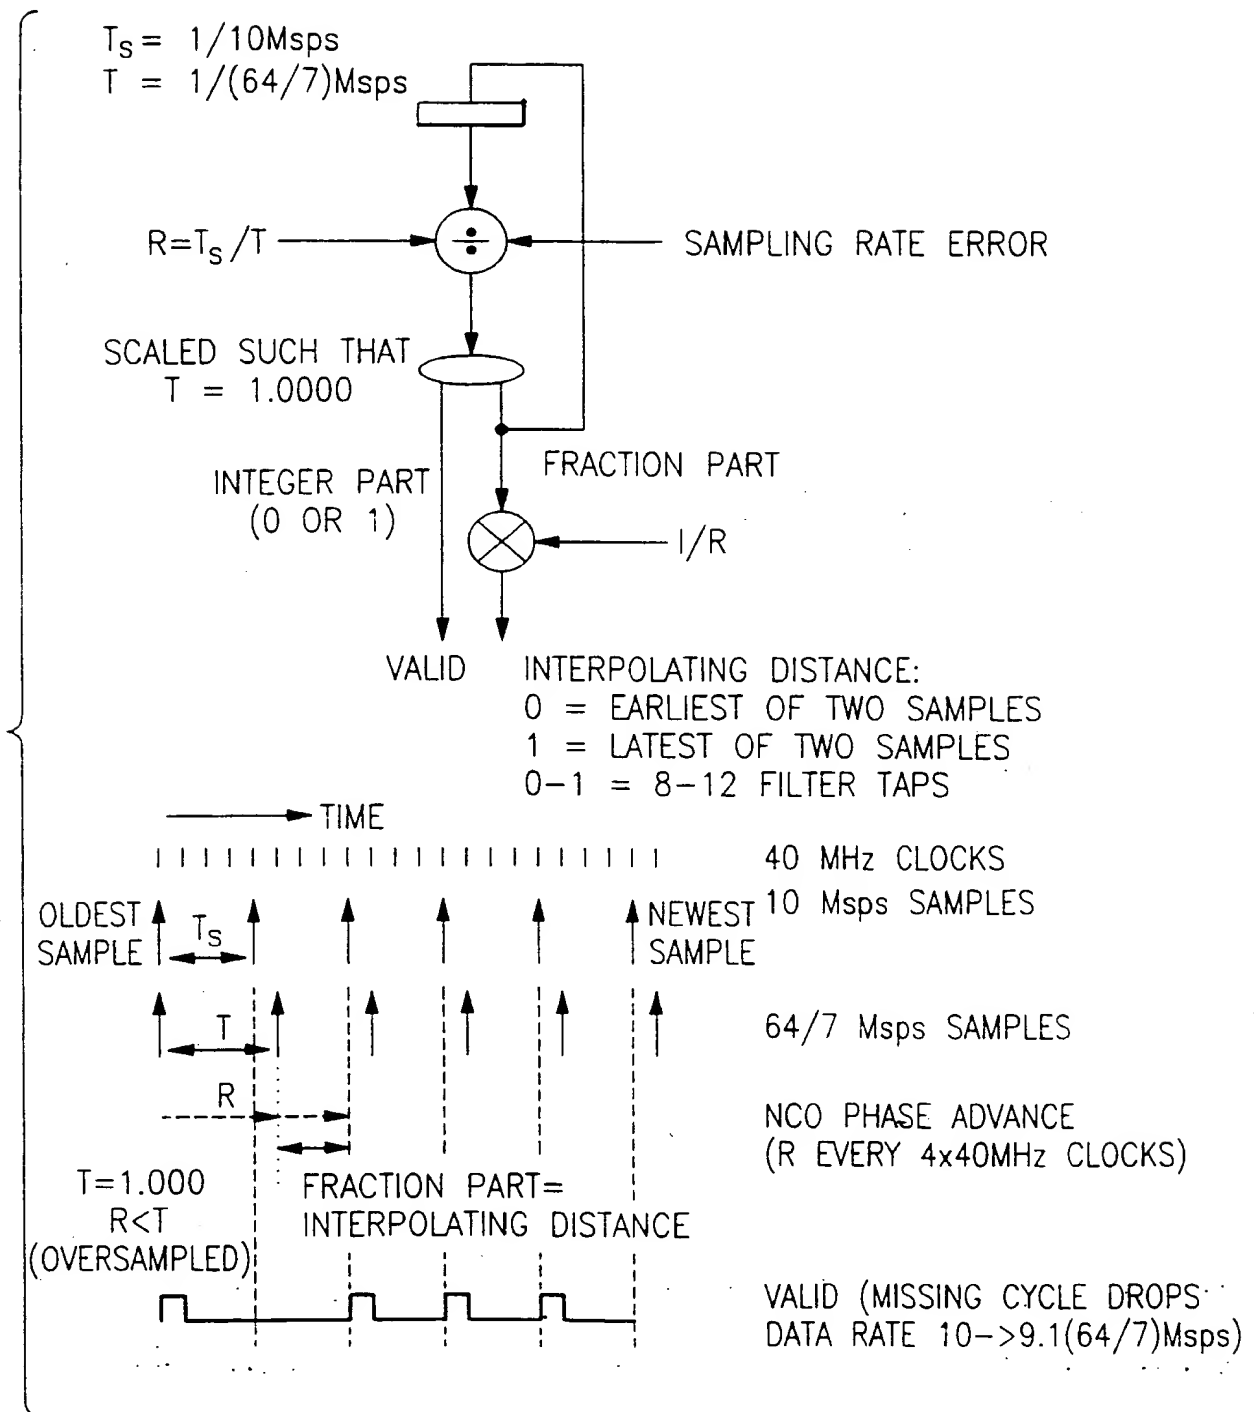 T_S = 1/10Msps
T = 1/(64/7)Msps
R=T_S/T
÷
SAMPLING RATE ERROR
SCALED SUCH THAT
T = 1.0000
INTEGER PART
(0 OR 1)
FRACTION PART
I/R
VALID
INTERPOLATING DISTANCE:
0 = EARLIEST OF TWO SAMPLES
1 = LATEST OF TWO SAMPLES
0-1 = 8-12 FILTER TAPS
TIME
40 MHz CLOCKS
10 Msps SAMPLES
OLDEST
SAMPLE
T_S
NEWEST
SAMPLE
T
64/7 Msps SAMPLES
R
NCO PHASE ADVANCE
(R EVERY 4x40MHz CLOCKS)
T=1.000
R<T
(OVERSAMPLED)
FRACTION PART=
INTERPOLATING DISTANCE
VALID (MISSING CYCLE DROPS
DATA RATE 10->9.1(64/7)Msps)